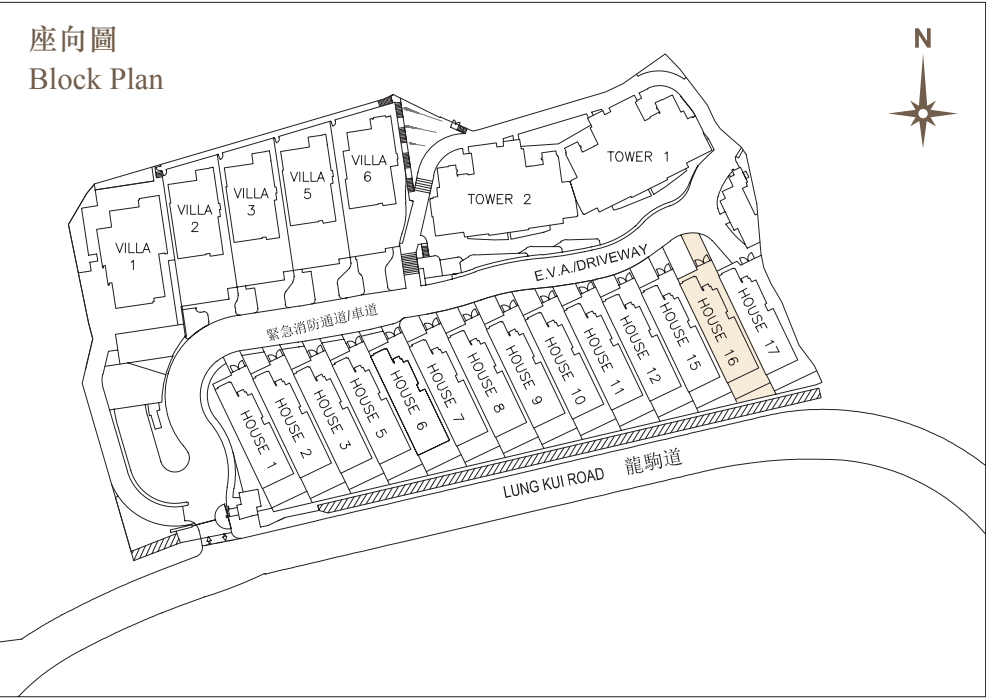 座向圖
Block Plan
N
VILLA
1
VILLA
2
VILLA
3
VILLA
5
VILLA
6
TOWER 2
TOWER 1
E.V.A./DRIVEWAY
緊急消防通道/車道
HOUSE 1
HOUSE 2
HOUSE 3
HOUSE 5
HOUSE 6
HOUSE 7
HOUSE 8
HOUSE 9
HOUSE 10
HOUSE 11
HOUSE 12
HOUSE 15
HOUSE 16
HOUSE 17
LUNG KUI ROAD 龍駒道